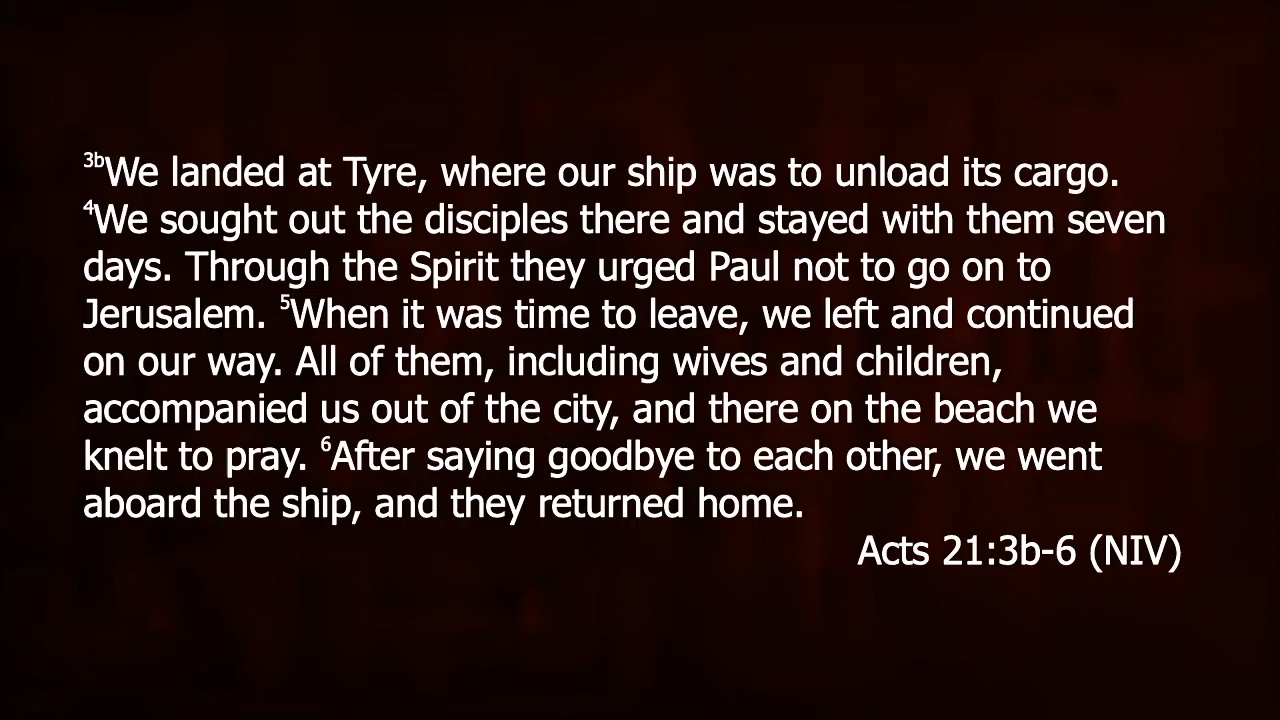 3bWe landed at Tyre, where our ship was to unload its cargo.
4We sought out the disciples there and stayed with them seven
days. Through the Spirit they urged Paul not to go on to
Jerusalem. 5When it was time to leave, we left and continued
on our way. All of them, including wives and children,
accompanied us out of the city, and there on the beach we
knelt to pray. 6After saying goodbye to each other, we went
aboard the ship, and they returned home.
Acts 21:3b-6 (NIV)